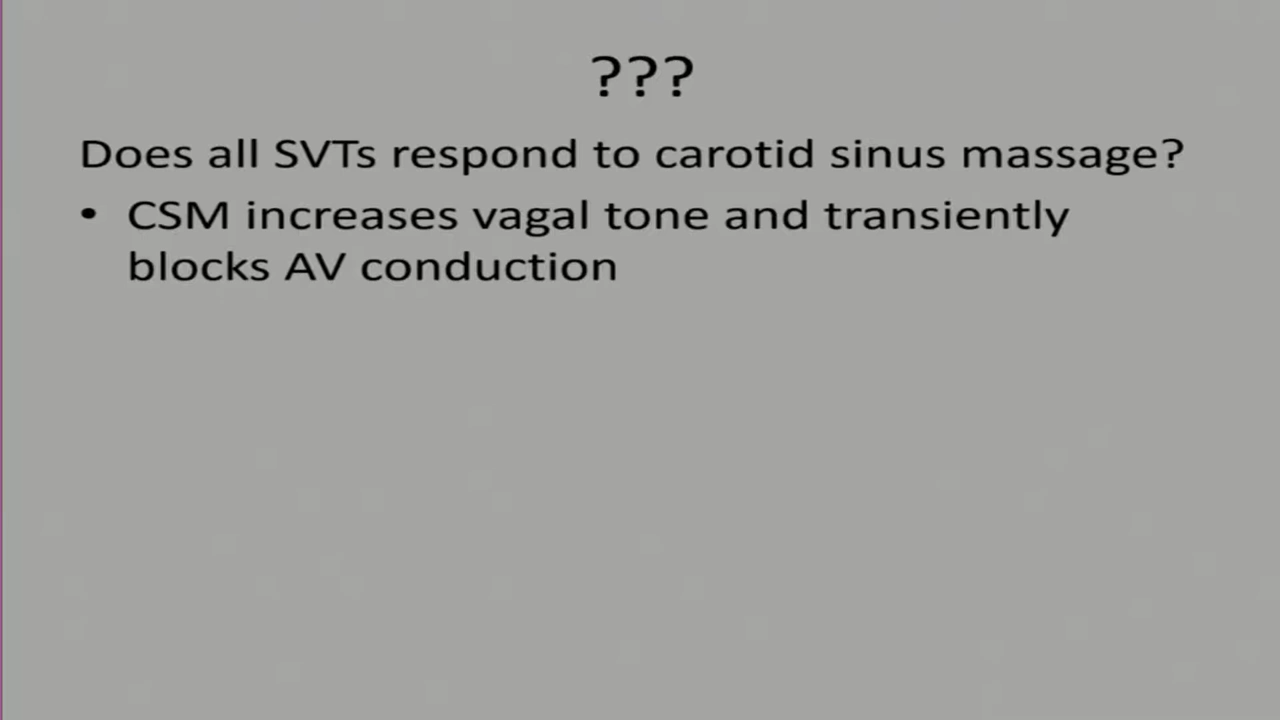 ???
Does all SVTs respond to carotid sinus massage?
• CSM increases vagal tone and transiently
blocks AV conduction